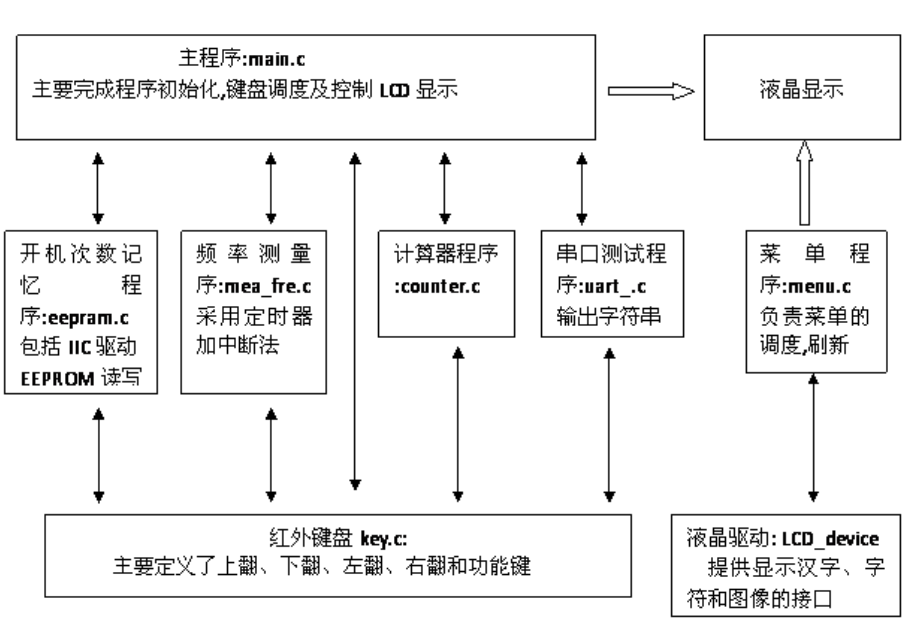 主程序:main.c
主要完成程序初始化,键盘调度及控制 LCD 显示
液晶显示
开机次数记
忆程
序:eepram.c
包括 IIC 驱动
EEPROM 读写
频率测量
序:mea_fre.c
采用定时器
加中断法
计算器程序
:counter.c
串口测试程
序:uart_.c
输出字符串
菜单程
序:menu.c
负责菜单的
调度,刷新
红外键盘 key.c:
主要定义了上翻、下翻、左翻、右翻和功能键
液晶驱动: LCD_device
提供显示汉字、字
符和图像的接口